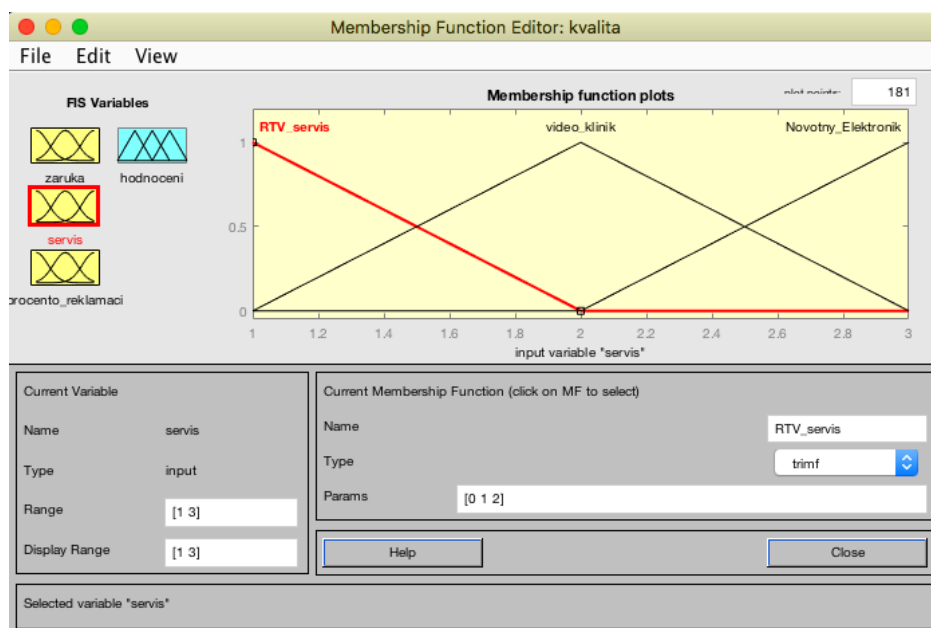 Membership Function Editor: kvalita
File Edit View
FIS Variables
zaruka hodnoceni
servis
procento_reklamaci
Membership function plots
plot points: 181
RTV_servis video_klinik Novotny_Elektronik
1
0.5
0
1 1.2 1.4 1.6 1.8 2 2.2 2.4 2.6 2.8 3
input variable "servis"
Current Variable
Name servis
Type input
Range [1 3]
Display Range [1 3]
Current Membership Function (click on MF to select)
Name RTV_servis
Type trimf
Params [0 1 2]
Help Close
Selected variable "servis"